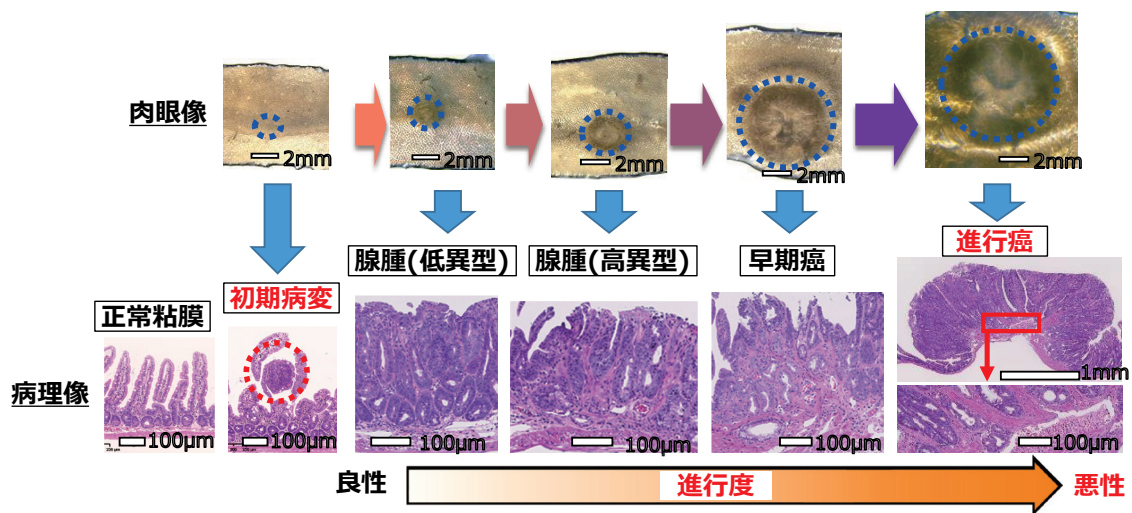 肉眼像
2mm
2mm
2mm
2mm
2mm
腺腫(低異型)
腺腫(高異型)
早期癌
進行癌
初期病変
正常粘膜
病理像
1mm
100μm
100μm
100μm
100μm
100μm
100μm
良性
進行度
悪性